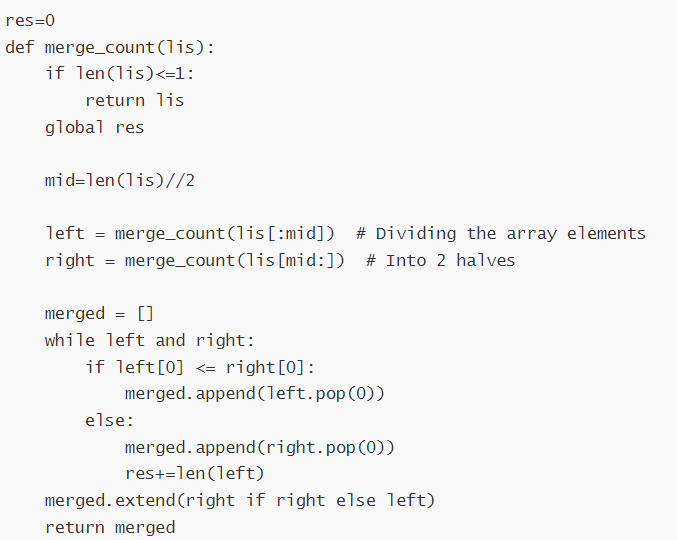 res=0
def merge_count(lis):
    if len(lis)<=1:
        return lis
    global res

    mid=len(lis)//2

    left = merge_count(lis[:mid])  # Dividing the array elements
    right = merge_count(lis[mid:])  # Into 2 halves

    merged = []
    while left and right:
        if left[0] <= right[0]:
            merged.append(left.pop(0))
        else:
            merged.append(right.pop(0))
            res+=len(left)
    merged.extend(right if right else left)
    return merged